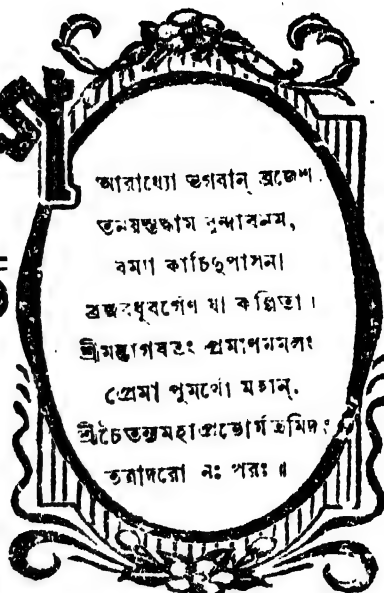 আরাধ্যো ভগবান্ ব্রজেশ-
তনয়স্তদ্ধাম বৃন্দাবনম্,
রম্যা কাচিদুপাসনা
ব্রজবধূবর্গেণ যা কল্পিতা।
শ্রীমদ্ভাগবতং প্রমাণমমলং
প্রেমা পুমর্থো মহান্.
শ্রীচৈতন্যমহাপ্রভোর্মতমিদং
তত্রাদরো নঃ পরঃ॥